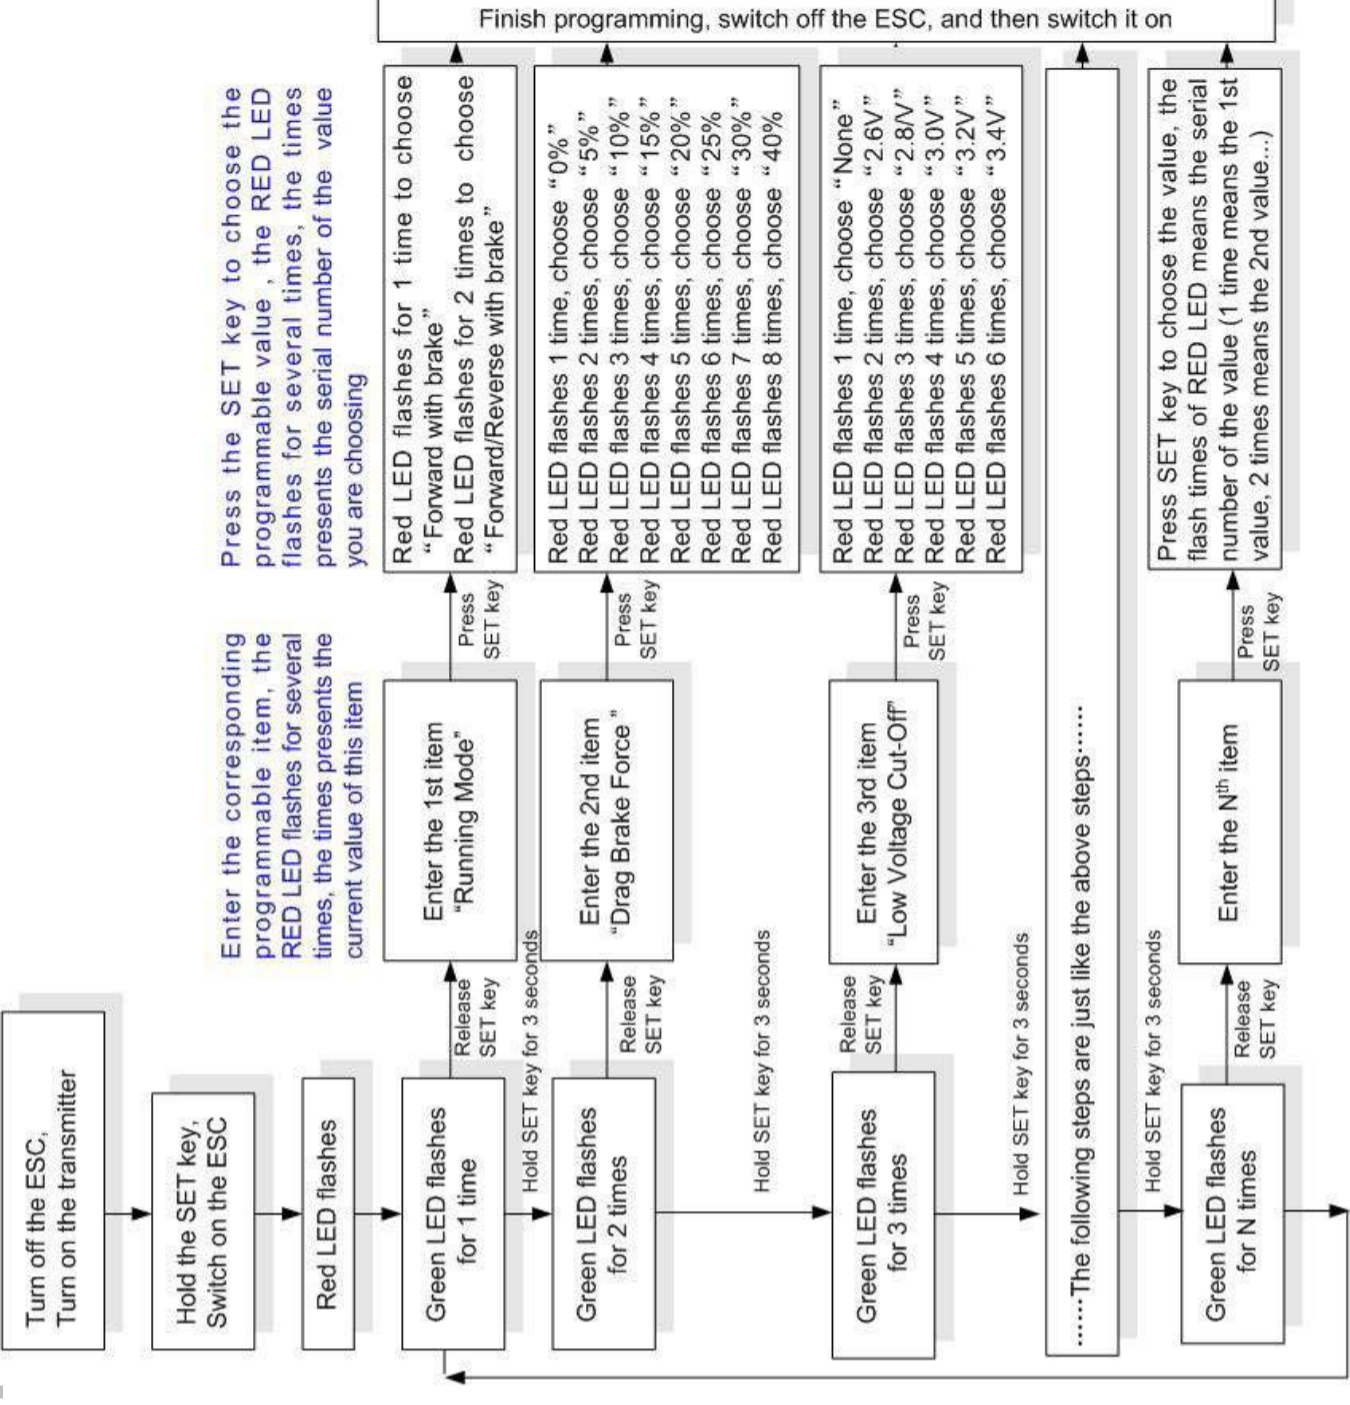 Turn off the ESC,
Turn on the transmitter
Hold the SET key,
Switch on the ESC
Red LED flashes
Enter the corresponding
programmable item, the
RED LED flashes for several
times, the times presents the
current value of this item
Press the SET key to choose the
programmable value , the RED LED
flashes for several times, the times
presents the serial number of the value
you are choosing
Green LED flashes
for 1 time
Release
SET key
Enter the 1st item
“Running Mode”
Press
SET key
Red LED flashes for 1 time to choose
“Forward with brake”
Red LED flashes for 2 times to choose
“Forward/Reverse with brake”
Hold SET key for 3 seconds
Green LED flashes
for 2 times
Release
SET key
Enter the 2nd item
“Drag Brake Force”
Press
SET key
Red LED flashes 1 time, choose “0%”
Red LED flashes 2 times, choose “5%”
Red LED flashes 3 times, choose “10%”
Red LED flashes 4 times, choose “15%”
Red LED flashes 5 times, choose “20%”
Red LED flashes 6 times, choose “25%
Red LED flashes 7 times, choose “30%”
Red LED flashes 8 times, choose “40%
Hold SET key for 3 seconds
Green LED flashes
for 3 times
Release
SET key
Enter the 3rd item
“Low Voltage Cut-Off”
Press
SET key
Red LED flashes 1 time, choose “None”
Red LED flashes 2 times, choose “2.6V”
Red LED flashes 3 times, choose “2.8/V”
Red LED flashes 4 times, choose “3.0V”
Red LED flashes 5 times, choose “3.2V”
Red LED flashes 6 times, choose “3.4V”
Hold SET key for 3 seconds
......The following steps are just like the above steps......
Hold SET key for 3 seconds
Green LED flashes
for N times
Release
SET key
Enter the Nth item
Press
SET key
Press SET key to choose the value, the
flash times of RED LED means the serial
number of the value (1 time means the 1st
value, 2 times means the 2nd value...)
Finish programming, switch off the ESC, and then switch it on